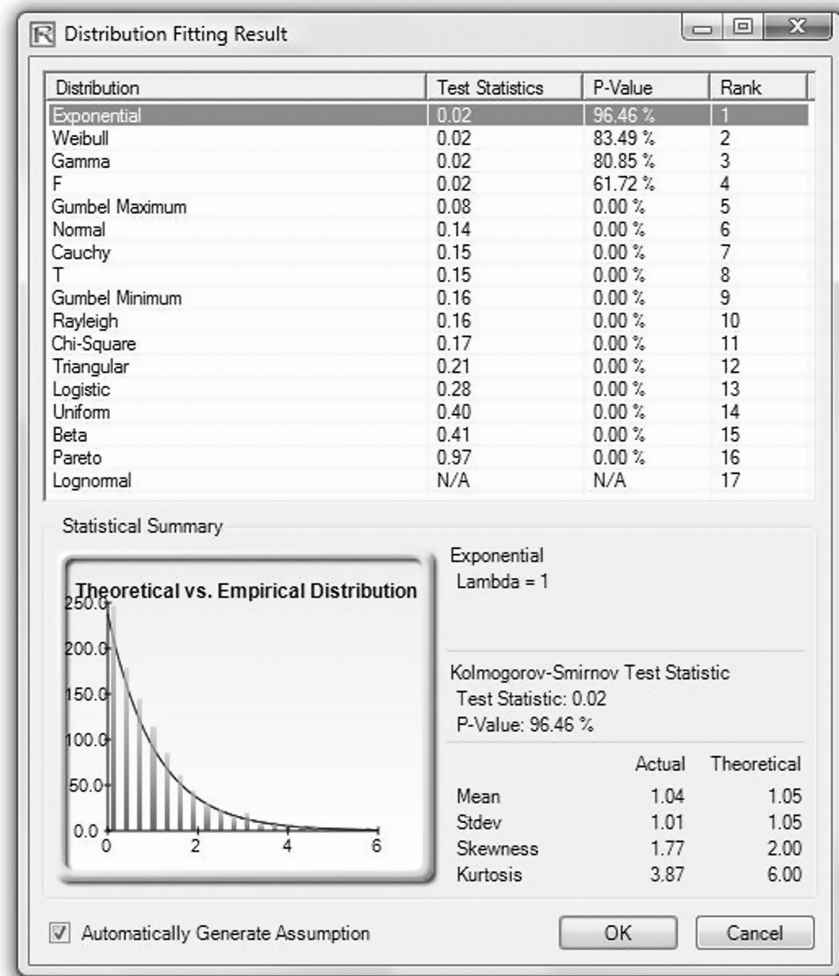 Distribution Fitting Result
Distribution Test Statistics P-Value Rank
Exponential 0.02 96.46 % 1
Weibull 0.02 83.49 % 2
Gamma 0.02 80.85 % 3
F 0.02 61.72 % 4
Gumbel Maximum 0.08 0.00 % 5
Normal 0.14 0.00 % 6
Cauchy 0.15 0.00 % 7
T 0.15 0.00 % 8
Gumbel Minimum 0.16 0.00 % 9
Rayleigh 0.16 0.00 % 10
Chi-Square 0.17 0.00 % 11
Triangular 0.21 0.00 % 12
Logistic 0.28 0.00 % 13
Uniform 0.40 0.00 % 14
Beta 0.41 0.00 % 15
Pareto 0.97 0.00 % 16
Lognormal N/A N/A 17
Statistical Summary
Theoretical vs. Empirical Distribution
250.0
200.0
150.0
100.0
50.0
0.0
0 2 4 6
Exponential
Lambda = 1
Kolmogorov-Smirnov Test Statistic
Test Statistic: 0.02
P-Value: 96.46 %
Actual Theoretical
Mean 1.04 1.05
Stdev 1.01 1.05
Skewness 1.77 2.00
Kurtosis 3.87 6.00
Automatically Generate Assumption
OK
Cancel